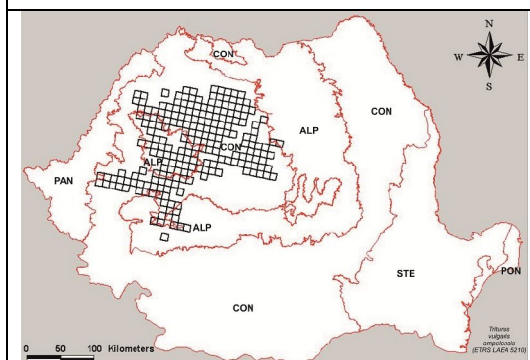 N
W E
S
CON
CON
ALP
CON
ALP
PAN
ALP
STE
PON
CON
0 50 100 Kilometers
Triturus
vulgaris
ampelensis
(ETRS LAEA 5210)